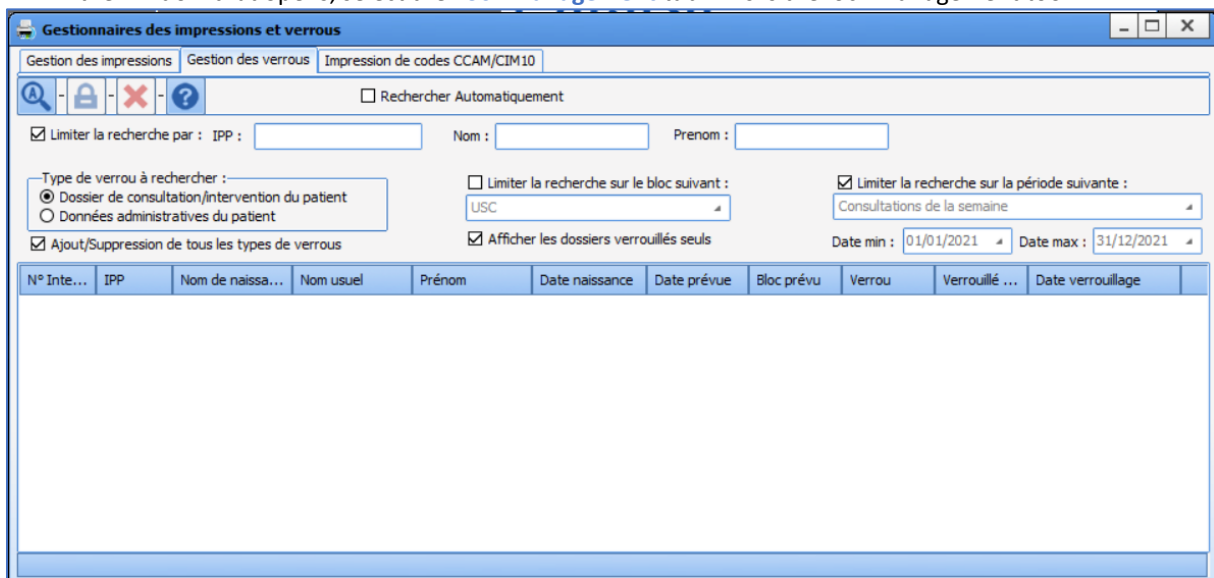 Gestionnaires des impressions et verrous
Gestion des impressions Gestion des verrous Impression de codes CCAM/CIM10
Rechercher Automatiquement
Limiter la recherche par : IPP : Nom : Prenom :
Type de verrou à rechercher :
Dossier de consultation/intervention du patient
Données administratives du patient
Ajout/Suppression de tous les types de verrous
Limiter la recherche sur le bloc suivant :
USC
Afficher les dossiers verrouillés seuls
Limiter la recherche sur la période suivante :
Consultations de la semaine
Date min : 01/01/2021 Date max : 31/12/2021
N° Inte... IPP Nom de naissa... Nom usuel Prénom Date naissance Date prévue Bloc prévu Verrou Verrouillé ... Date verrouillage